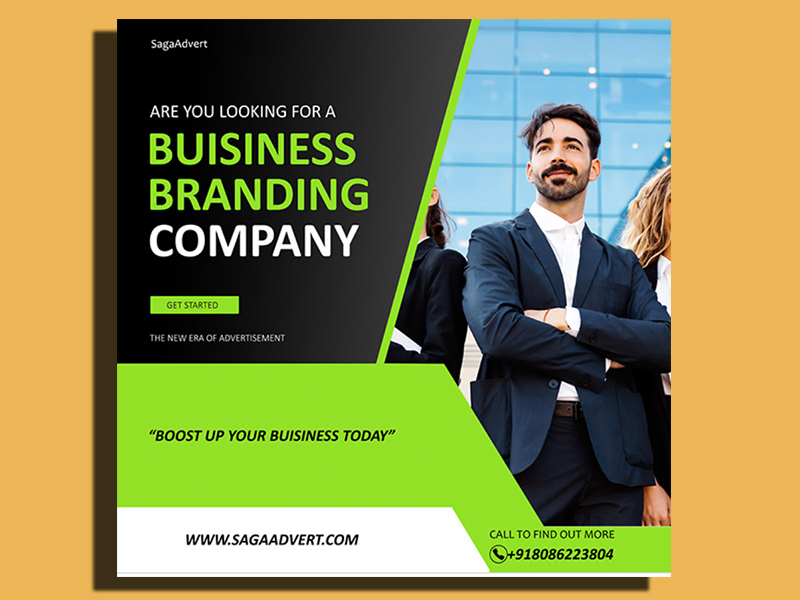 SagaAdvert
ARE YOU LOOKING FOR A
BUISINESS
BRANDING
COMPANY
GET STARTED
THE NEW ERA OF ADVERTISEMENT
“BOOST UP YOUR BUISINESS TODAY”
WWW.SAGAADVERT.COM
CALL TO FIND OUT MORE
+918086223804